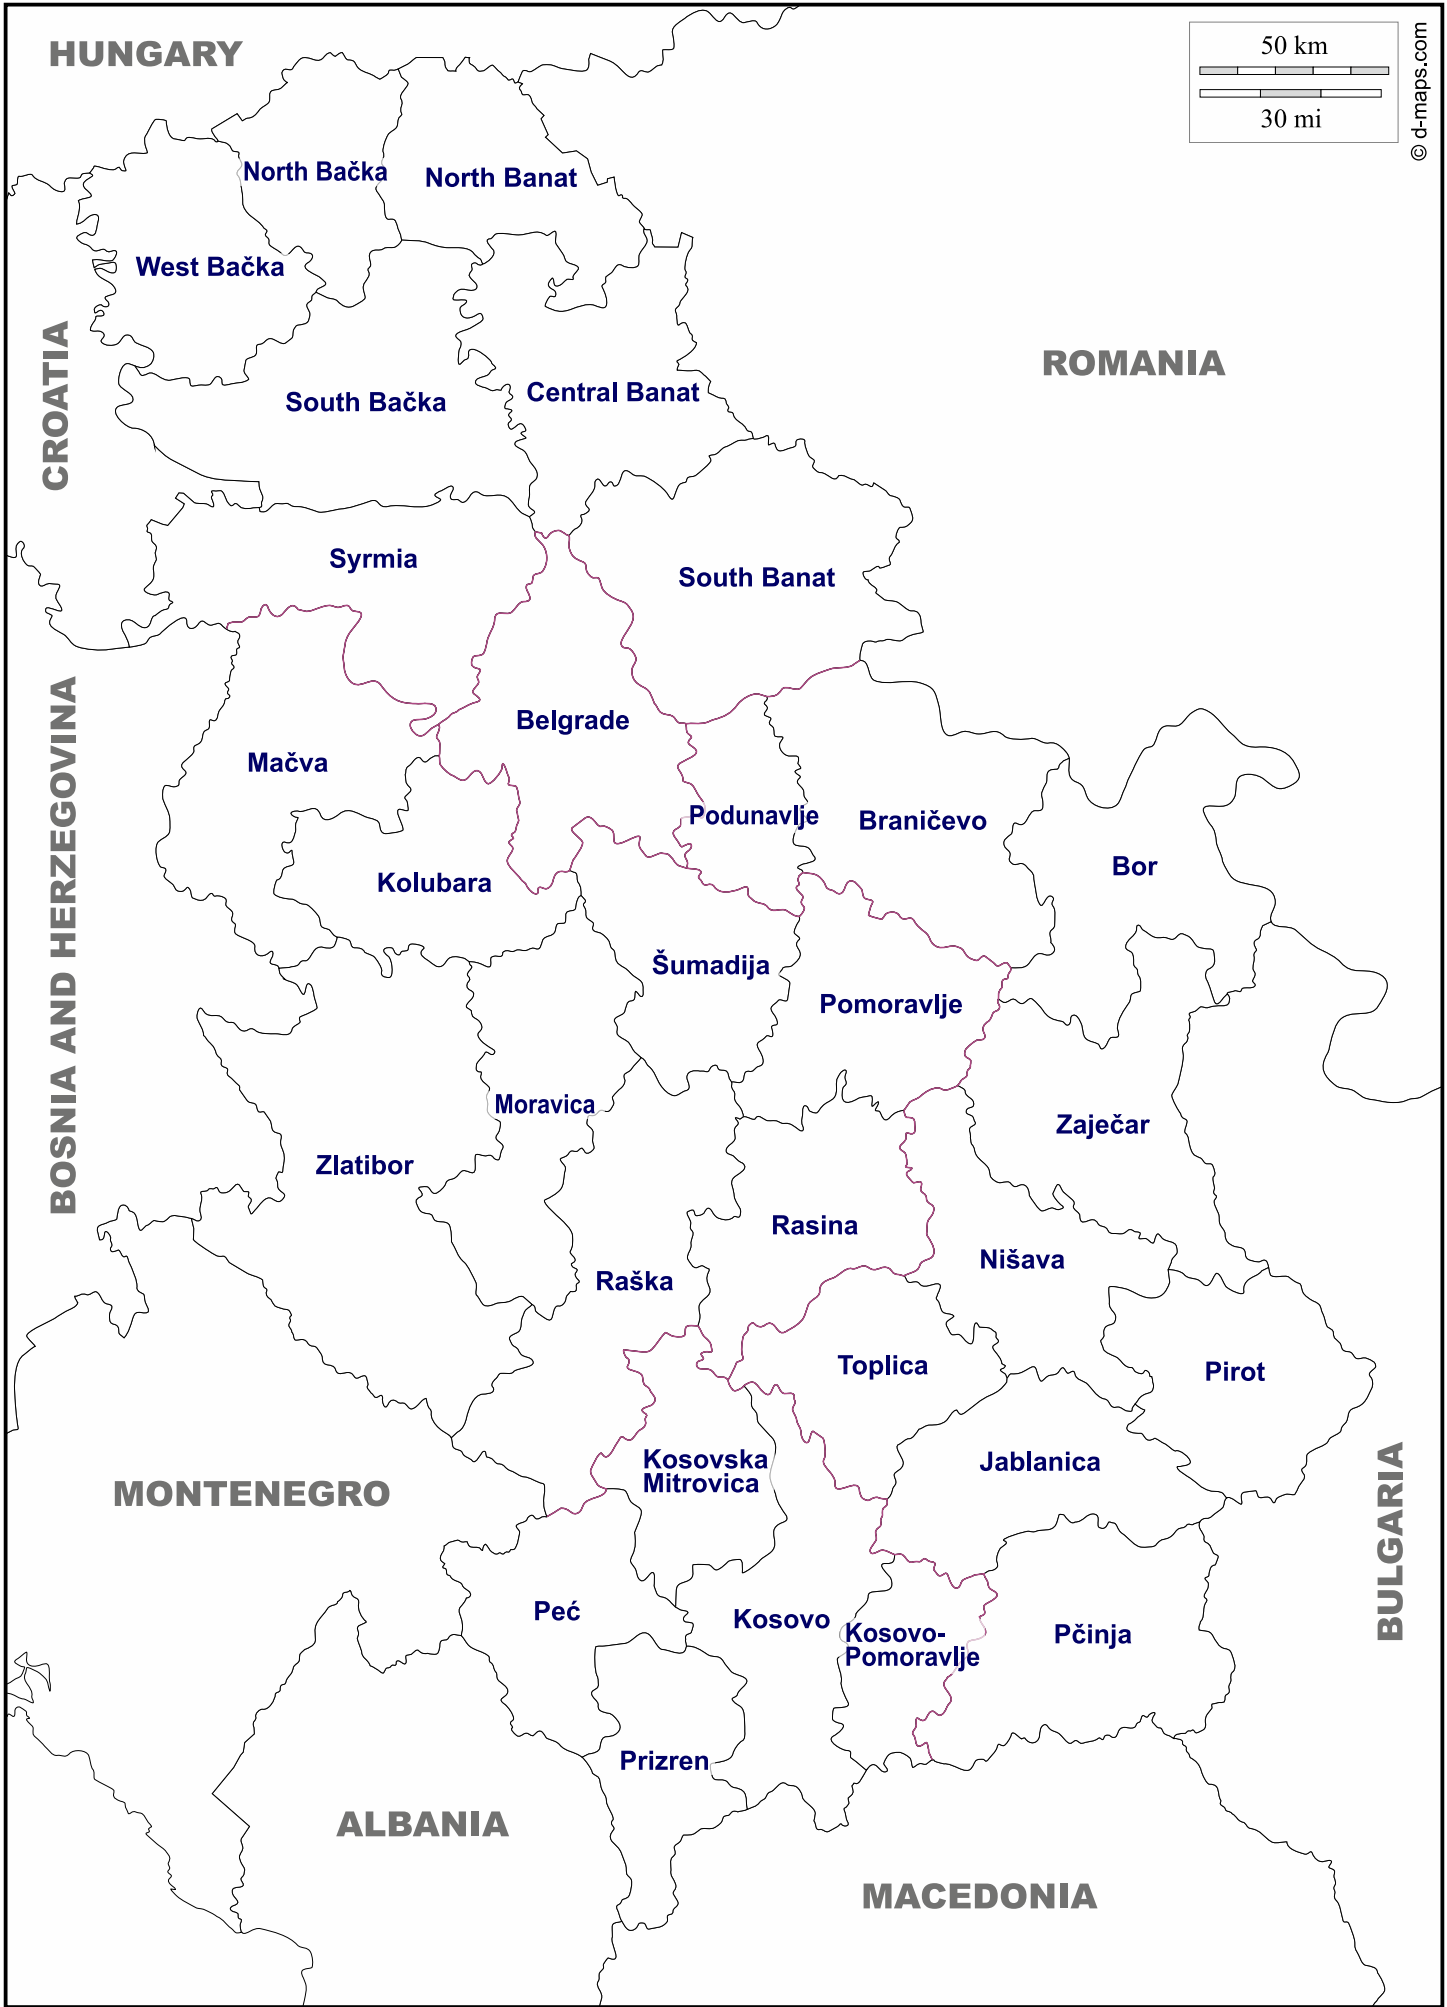 HUNGARY
50 km
30 mi
© d-maps.com
North Bačka
North Banat
West Bačka
CROATIA
ROMANIA
South Bačka
Central Banat
Syrmia
South Banat
BOSNIA AND HERZEGOVINA
Belgrade
Mačva
Podunavlje
Braničevo
Bor
Kolubara
Šumadija
Pomoravlje
Moravica
Zaječar
Zlatibor
Rasina
Nišava
Raška
Toplica
Pirot
Kosovska
Mitrovica
Jablanica
MONTENEGRO
BULGARIA
Peć
Kosovo
Kosovo-
Pomoravlje
Pčinja
Prizren
ALBANIA
MACEDONIA